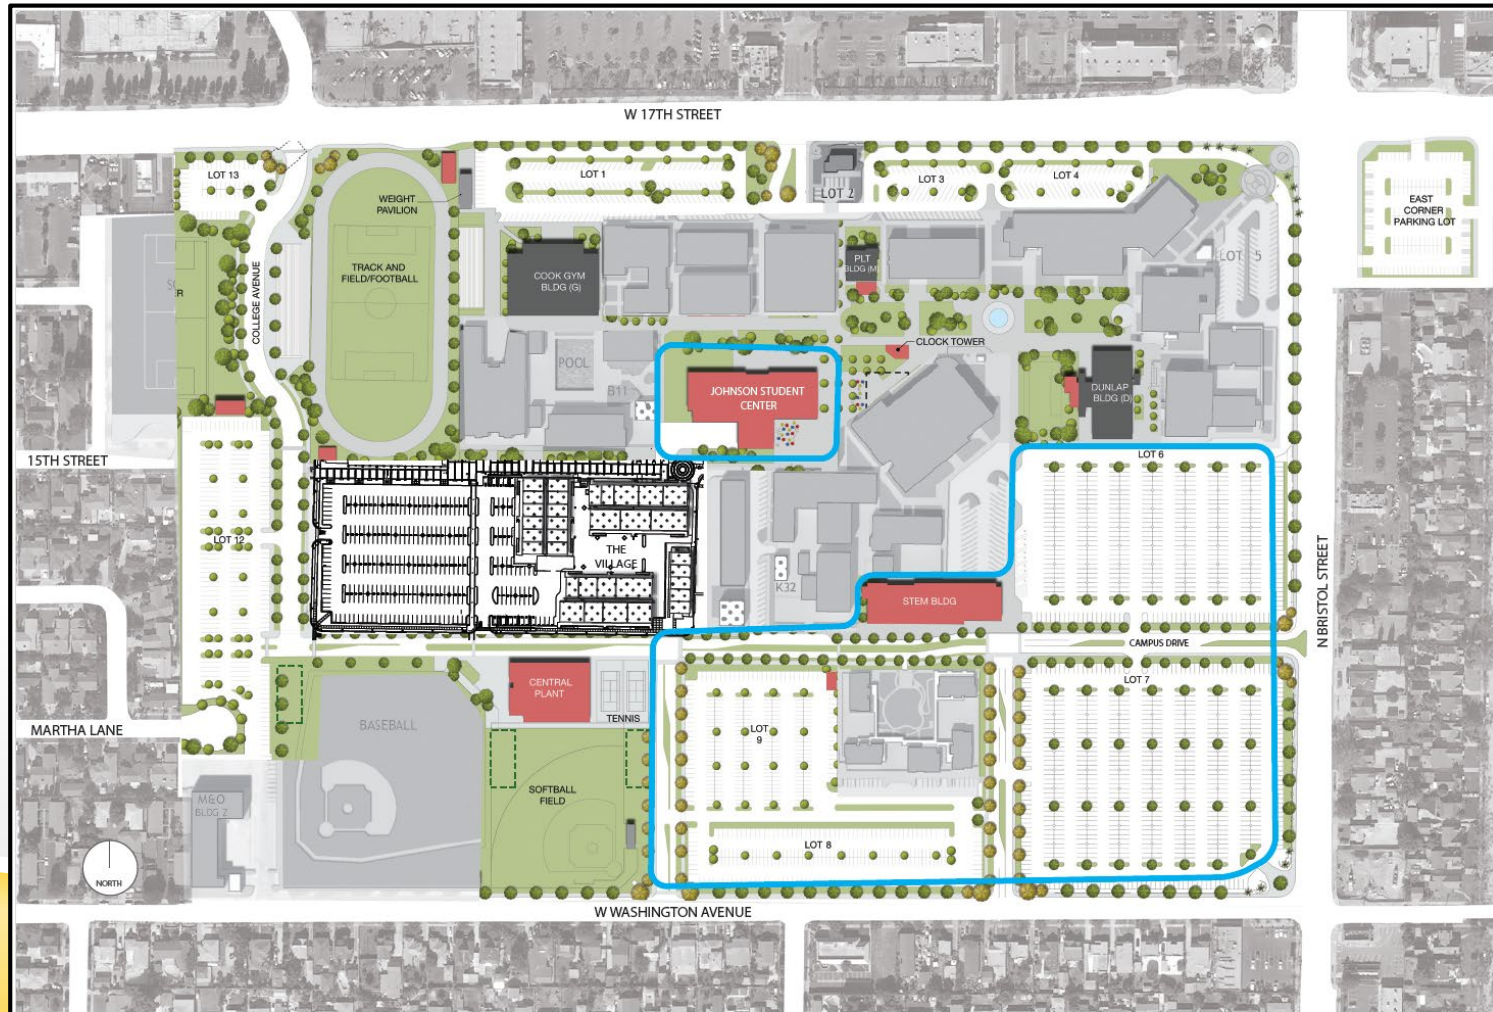 W 17TH STREET
LOT 13
LOT 1
LOT 2
LOT 3
LOT 4
WEIGHT
PAVILION
EAST
CORNER
PARKING LOT
COLLEGE AVENUE
TRACK AND
FIELD/FOOTBALL
COOK GYM
BLDG (G)
PLT
BLDG (M)
LOT 5
ER
CLOCK TOWER
POOL
B11
JOHNSON STUDENT
CENTER
DUNLAP
BLDG (D)
15TH STREET
LOT 6
LOT 12
THE
VILLAGE
K32
STEM BLDG
N BRISTOL STREET
CAMPUS DRIVE
CENTRAL
PLANT
LOT 7
TENNIS
MARTHA LANE
BASEBALL
LOT
9
SOFTBALL
FIELD
M&O
BLDG Z
LOT 8
NORTH
W WASHINGTON AVENUE